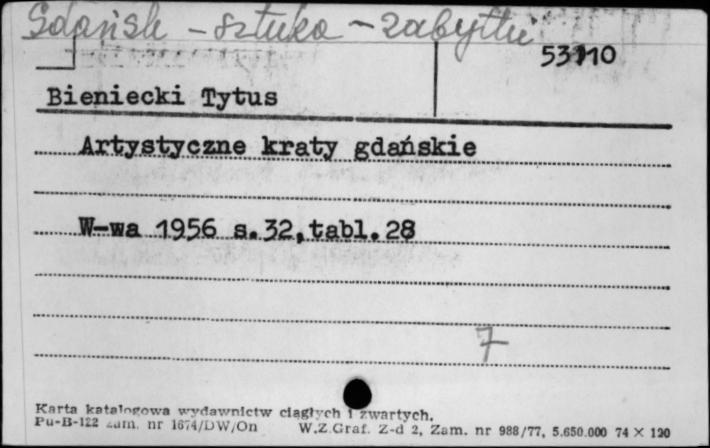 Gdańsk - sztuka - zabytki
53110
Bieniecki Tytus
Artystyczne kraty gdańskie
W-wa 1956 s.32,tabl.28
7
Karta katalogowa wydawnictw ciągłych i zwartych.
Pu-B-122 zam. nr 1674/DW/On W.Z.Graf. Z-d 2, Zam. nr 988/77, 5.650.000 74 × 120